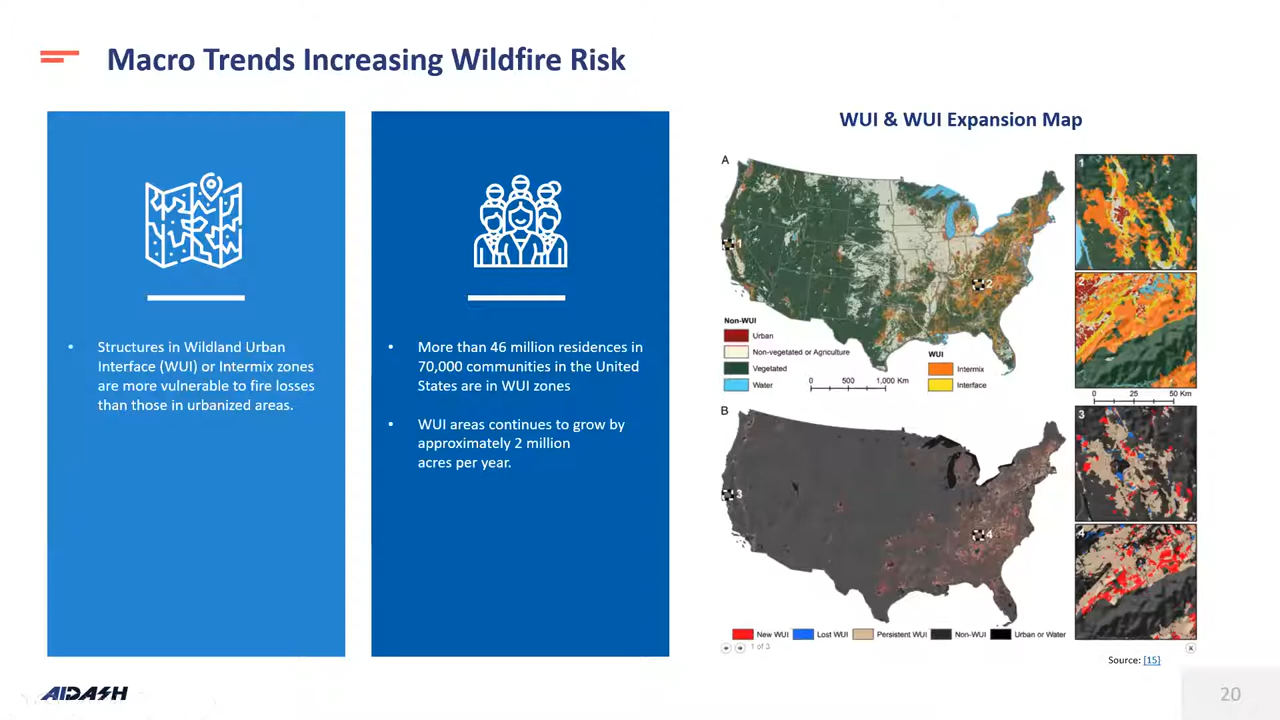 Macro Trends Increasing Wildfire Risk
• Structures in Wildland Urban
Interface (WUI) or Intermix zones
are more vulnerable to fire losses
than those in urbanized areas.
• More than 46 million residences in
70,000 communities in the United
States are in WUI zones
• WUI areas continues to grow by
approximately 2 million
acres per year.
WUI & WUI Expansion Map
A
1
2
Non-WUI
Urban
Non-vegetated or Agriculture
Vegetated
Water
WUI
Intermix
Interface
0 500 1,000 Km
1
2
0 25 50 Km
B
3
4
3
4
New WUI Lost WUI Persistent WUI Non-WUI Urban or Water
1 of 3
x
Source: [15]
AIDASH
20